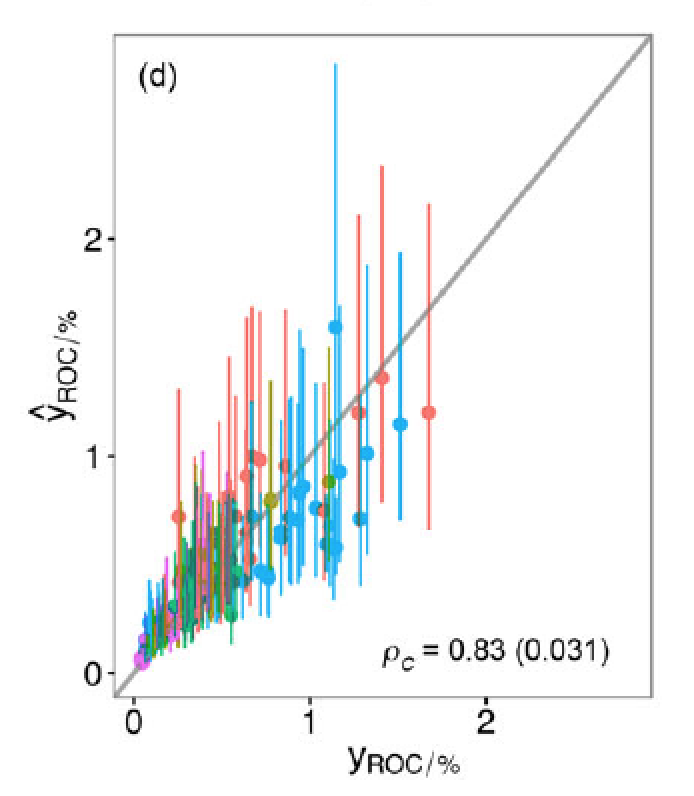 (d)
2
1
0
ŷROC/%
ρc = 0.83 (0.031)
0 1 2
yROC/%